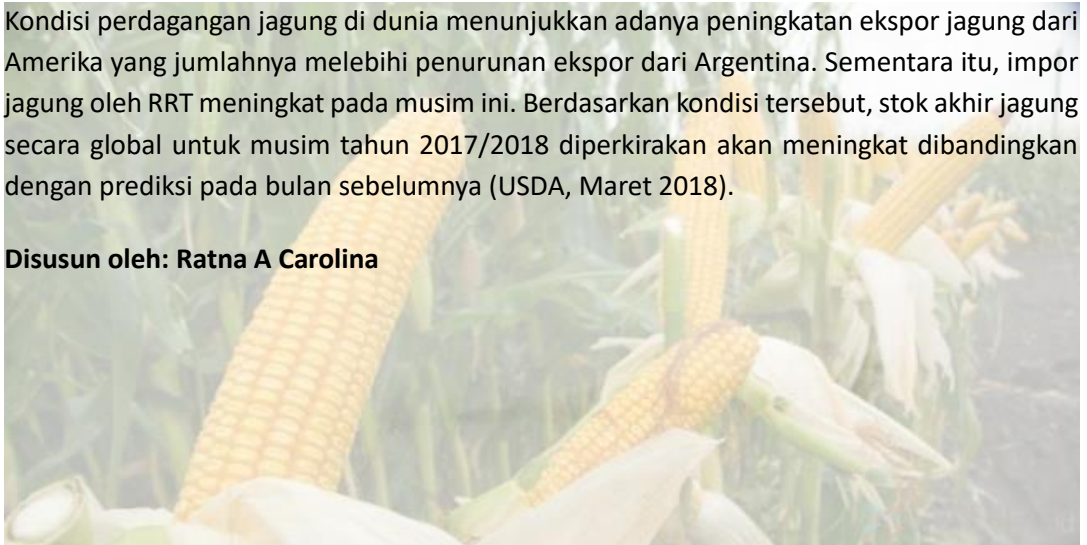 Kondisi perdagangan jagung di dunia menunjukkan adanya peningkatan ekspor jagung dari
Amerika yang jumlahnya melebihi penurunan ekspor dari Argentina. Sementara itu, impor
jagung oleh RRT meningkat pada musim ini. Berdasarkan kondisi tersebut, stok akhir jagung
secara global untuk musim tahun 2017/2018 diperkirakan akan meningkat dibandingkan
dengan prediksi pada bulan sebelumnya (USDA, Maret 2018).
Disusun oleh: Ratna A Carolina